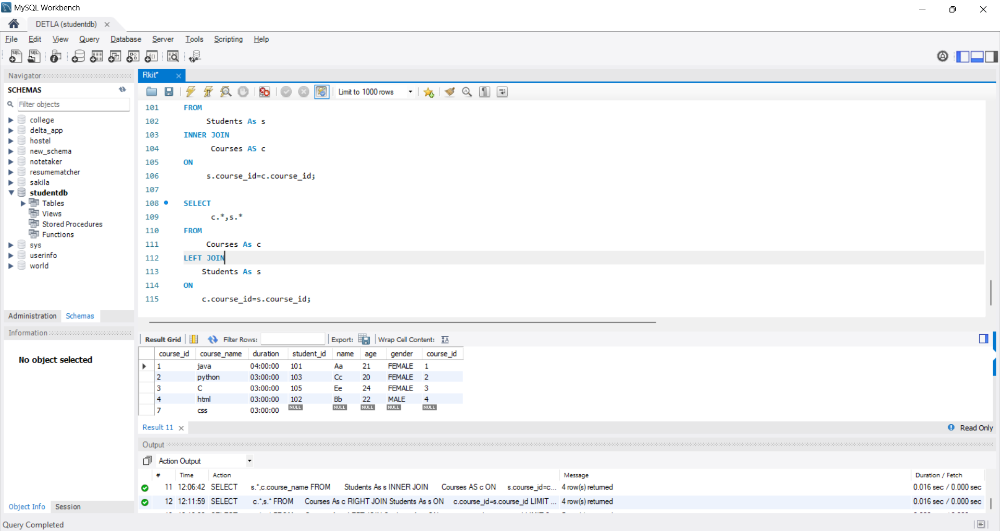 MySQL Workbench
DETLA (studentdb)
File Edit View Query Database Server Tools Scripting Help
Navigator
SCHEMAS
Filter objects
college
delta_app
hostel
new_schema
notetaker
resumematcher
sakila
studentdb
Tables
Views
Stored Procedures
Functions
sys
userinfo
world
Administration Schemas
Information
No object selected
Object Info Session
Rkit*
Limit to 1000 rows
101 FROM
102 Students As s
103 INNER JOIN
104 Courses AS c
105 ON
106 s.course_id=c.course_id;
107
108 SELECT
109 c.*,s.*
110 FROM
111 Courses As c
112 LEFT JOIN
113 Students As s
114 ON
115 c.course_id=s.course_id;
Result Grid Filter Rows: Export: Wrap Cell Content:
course_id course_name duration student_id name age gender course_id
1 java 04:00:00 101 Aa 21 FEMALE 1
2 python 03:00:00 103 Cc 20 FEMALE 2
3 C 03:00:00 105 Ee 24 FEMALE 3
4 html 03:00:00 102 Bb 22 MALE 4
7 css 03:00:00 NULL NULL NULL NULL NULL
Result 11
Read Only
Output
Action Output
# Time Action Message Duration / Fetch
11 12:06:42 SELECT s.*,c.course_name FROM Students As s INNER JOIN Courses AS c ON s.course_id=c... 4 row(s) returned 0.016 sec / 0.000 sec
12 12:11:59 SELECT c.*,s.* FROM Courses As c RIGHT JOIN Students As s ON c.course_id=s.course_id LIMIT ... 4 row(s) returned 0.016 sec / 0.000 sec
Query Completed